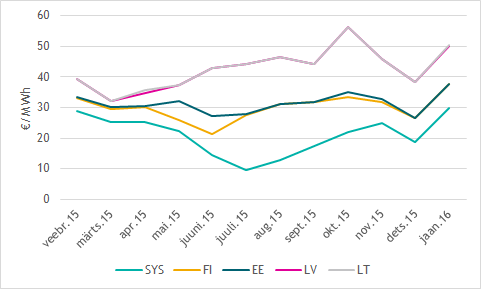 60
50
40
30
20
10
0
€/MWh
veebr.15 märts.15 apr.15 mai.15 juuni.15 juuli.15 aug.15 sept.15 okt.15 nov.15 dets.15 jaan.16
SYS FI EE LV LT